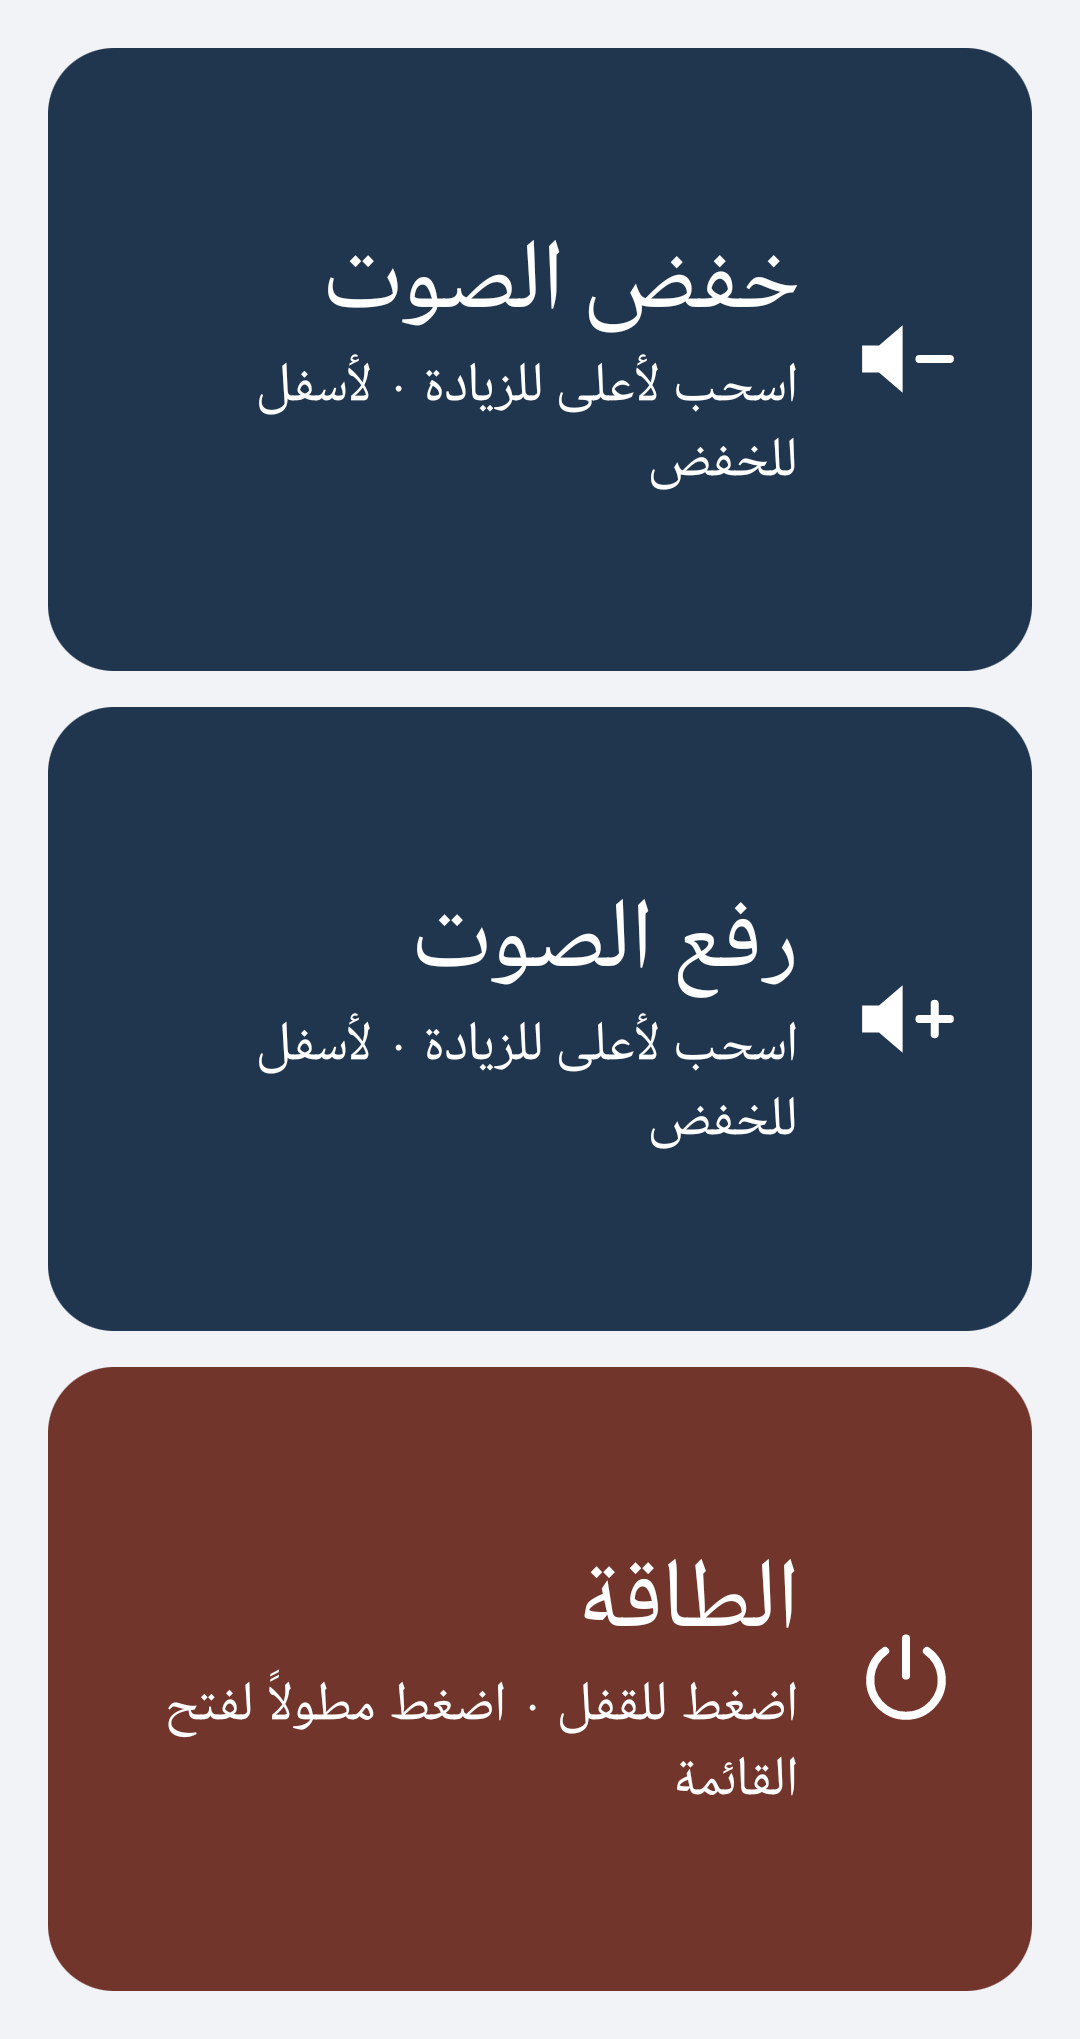 خفض الصوت
اسحب لأعلى للزيادة · لأسفل
للخفض
رفع الصوت
اسحب لأعلى للزيادة · لأسفل
للخفض
الطاقة
اضغط للقفل · اضغط مطولاً لفتح
القائمة